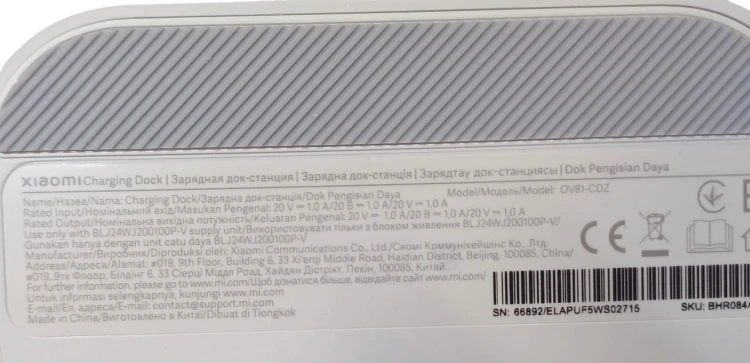 xiaomi Charging Dock | Зарядная док-станция | Зарядна док-станція | Зарядтау док-станциясы | Dok Pengisian Daya
Name/Назва/Nama: Charging Dock/Зарядна док-станція/Dok Pengisian Daya Model/Модель/Model: OV81-CDZ
Rated Input/Номінальний вхід/Masukan Pengenal: 20 V ⎓ 1.0 A/20 В ⎓ 1.0 A/20 V ⎓ 1,0 A
Rated Output/Номінальна вихідна потужність/Keluaran Pengenal: 20 V ⎓ 1.0 A/20 В ⎓ 1,0 A/20 V ⎓ 1,0 A
Use only with BLJ24WJ200100P-V supply unit/Використовувати тільки з блоком живлення BLJ24WJ200100P-V/
Gunakan hanya dengan unit catu daya BLJ24WJ200100P-V
Manufacturer/Виробник/Diproduksi oleh: Xiaomi Communications Co., Ltd./Сяомі Комунікейшнс Ко., Лтд.
Address/Адреса/Alamat: #019, 9th Floor, Building 6, 33 Xi'erqi Middle Road, Haidian District, Beijing, 100085, China/
#019, 9ях Флоор, Білдінг 6, 33 Сіерці Міддл Роад, Хайдян Дістрікт, Пекін, 100085, Китай
For further information, please go to www.mi.com/Щоб дізнатися більше, відвідайте сайт www.mi.com/
Untuk informasi selengkapnya, kunjungi www.mi.com
E-mail/Ел. адреса/E-mail: contact@support.mi.com
Made in China/Виготовлено в Китаї/Dibuat di Tiongkok
CE
SN: 66892/ELAPUF5WS02715 SKU: BHR084